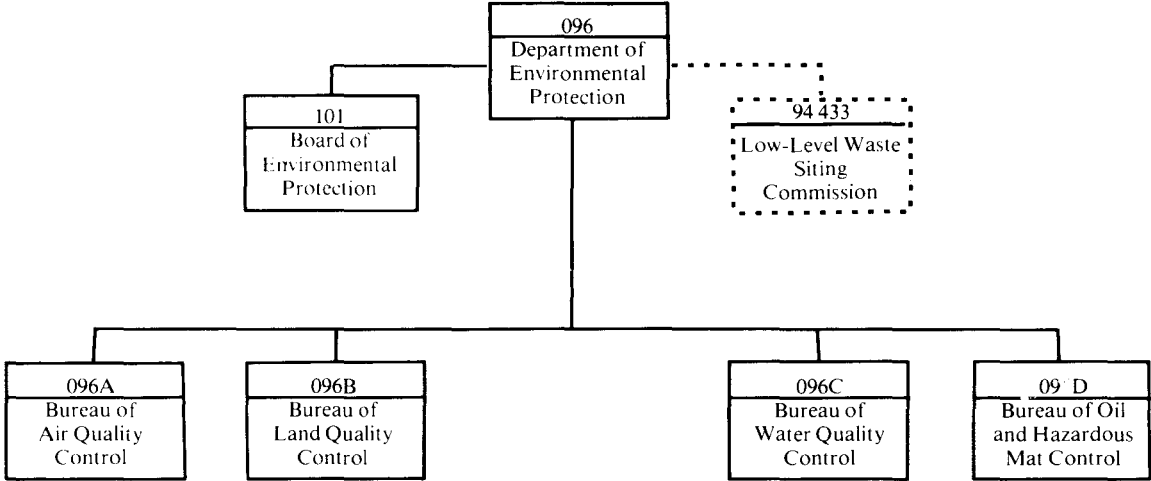 096
Department of
Environmental
Protection
101
Board of
Environmental
Protection
94 433
Low-Level Waste
Siting
Commission
096A
Bureau of
Air Quality
Control
096B
Bureau of
Land Quality
Control
096C
Bureau of
Water Quality
Control
Bureau of Oil
and Hazardous
Mat Control